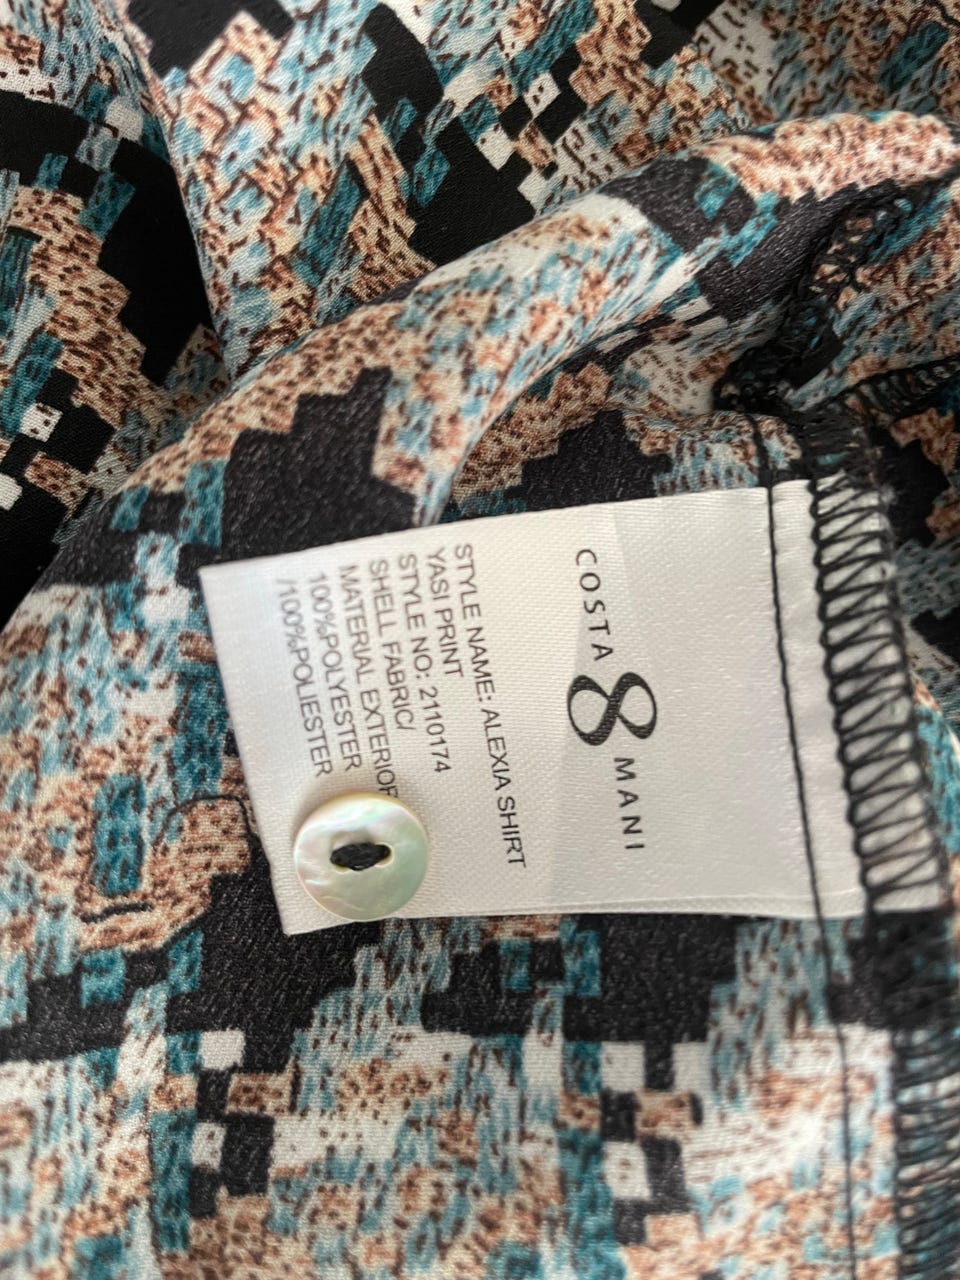 COSTA 8 MANI
STYLE NAME: ALEXIA SHIRT
YASI PRINT
STYLE NO: 2110174
SHELL FABRIC/
MATERIAL EXTERIOR
100%POLYESTER
/100%POLIESTER